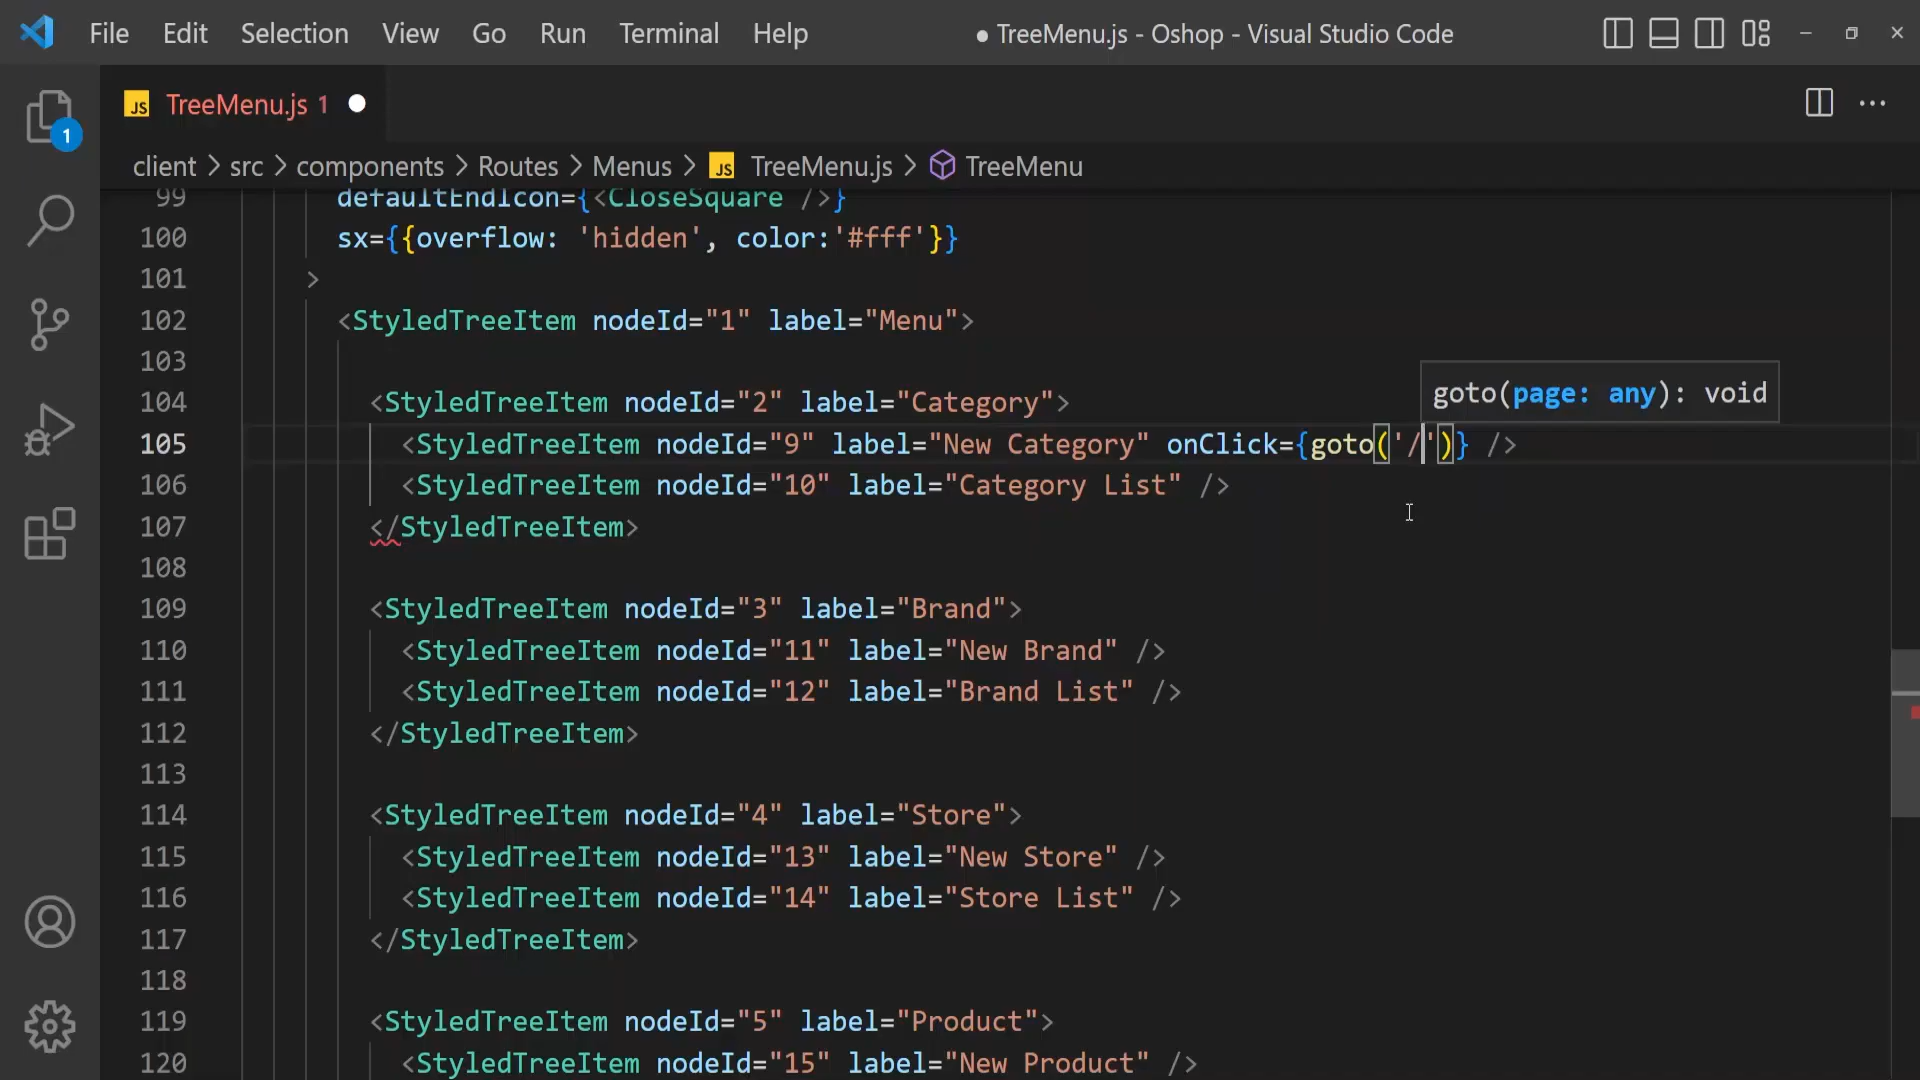 File Edit Selection View Go Run Terminal Help ● TreeMenu.js - Oshop - Visual Studio Code
1
JS TreeMenu.js 1
client > src > components > Routes > Menus > JS TreeMenu.js > TreeMenu
99 defaultEndIcon={<CloseSquare />}
100 sx={{overflow: 'hidden', color:'#fff'}}
101 >
102 <StyledTreeItem nodeId="1" label="Menu">
103
goto(page: any): void
104 <StyledTreeItem nodeId="2" label="Category">
105 <StyledTreeItem nodeId="9" label="New Category" onClick={goto('/')} />
106 <StyledTreeItem nodeId="10" label="Category List" />
107 </StyledTreeItem>
108
109 <StyledTreeItem nodeId="3" label="Brand">
110 <StyledTreeItem nodeId="11" label="New Brand" />
111 <StyledTreeItem nodeId="12" label="Brand List" />
112 </StyledTreeItem>
113
114 <StyledTreeItem nodeId="4" label="Store">
115 <StyledTreeItem nodeId="13" label="New Store" />
116 <StyledTreeItem nodeId="14" label="Store List" />
117 </StyledTreeItem>
118
119 <StyledTreeItem nodeId="5" label="Product">
120 <StyledTreeItem nodeId="15" label="New Product" />